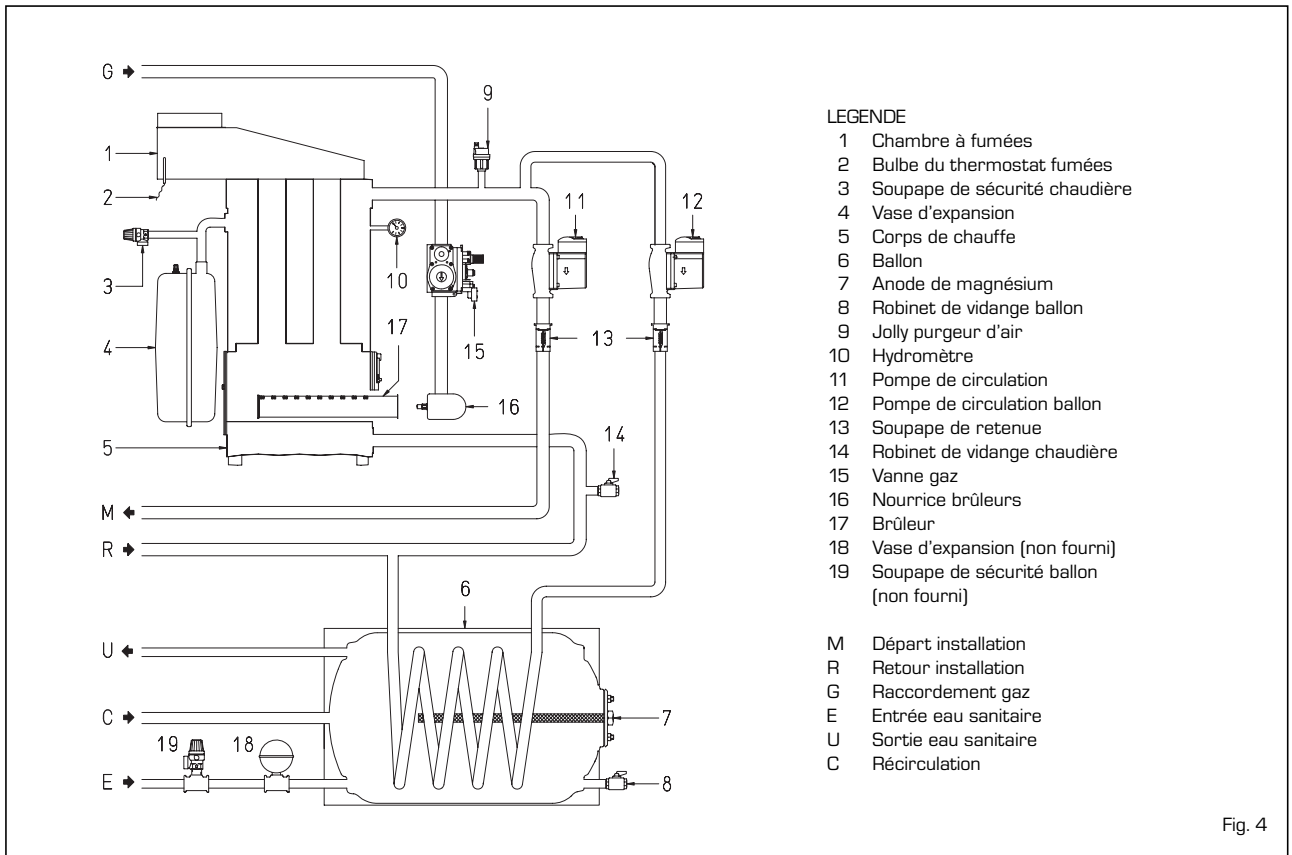 G
9
1
2
3
4
5
10
17
15
16
11
12
13
14
M
R
6
U
C
19
18
E
7
8
LEGENDE
1 Chambre à fumées
2 Bulbe du thermostat fumées
3 Soupape de sécurité chaudière
4 Vase d'expansion
5 Corps de chauffe
6 Ballon
7 Anode de magnésium
8 Robinet de vidange ballon
9 Jolly purgeur d'air
10 Hydromètre
11 Pompe de circulation
12 Pompe de circulation ballon
13 Soupape de retenue
14 Robinet de vidange chaudière
15 Vanne gaz
16 Nourrice brûleurs
17 Brûleur
18 Vase d'expansion (non fourni)
19 Soupape de sécurité ballon
(non fourni)
M Départ installation
R Retour installation
G Raccordement gaz
E Entrée eau sanitaire
U Sortie eau sanitaire
C Récirculation
Fig. 4